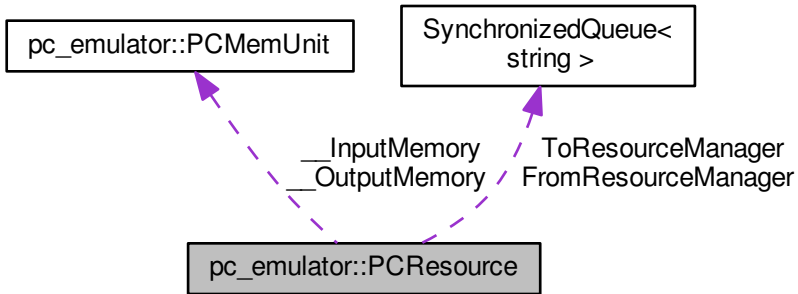 pc_emulator::PCMemUnit
SynchronizedQueue<
string >
__InputMemory
__OutputMemory
ToResourceManager
FromResourceManager
pc_emulator::PCResource